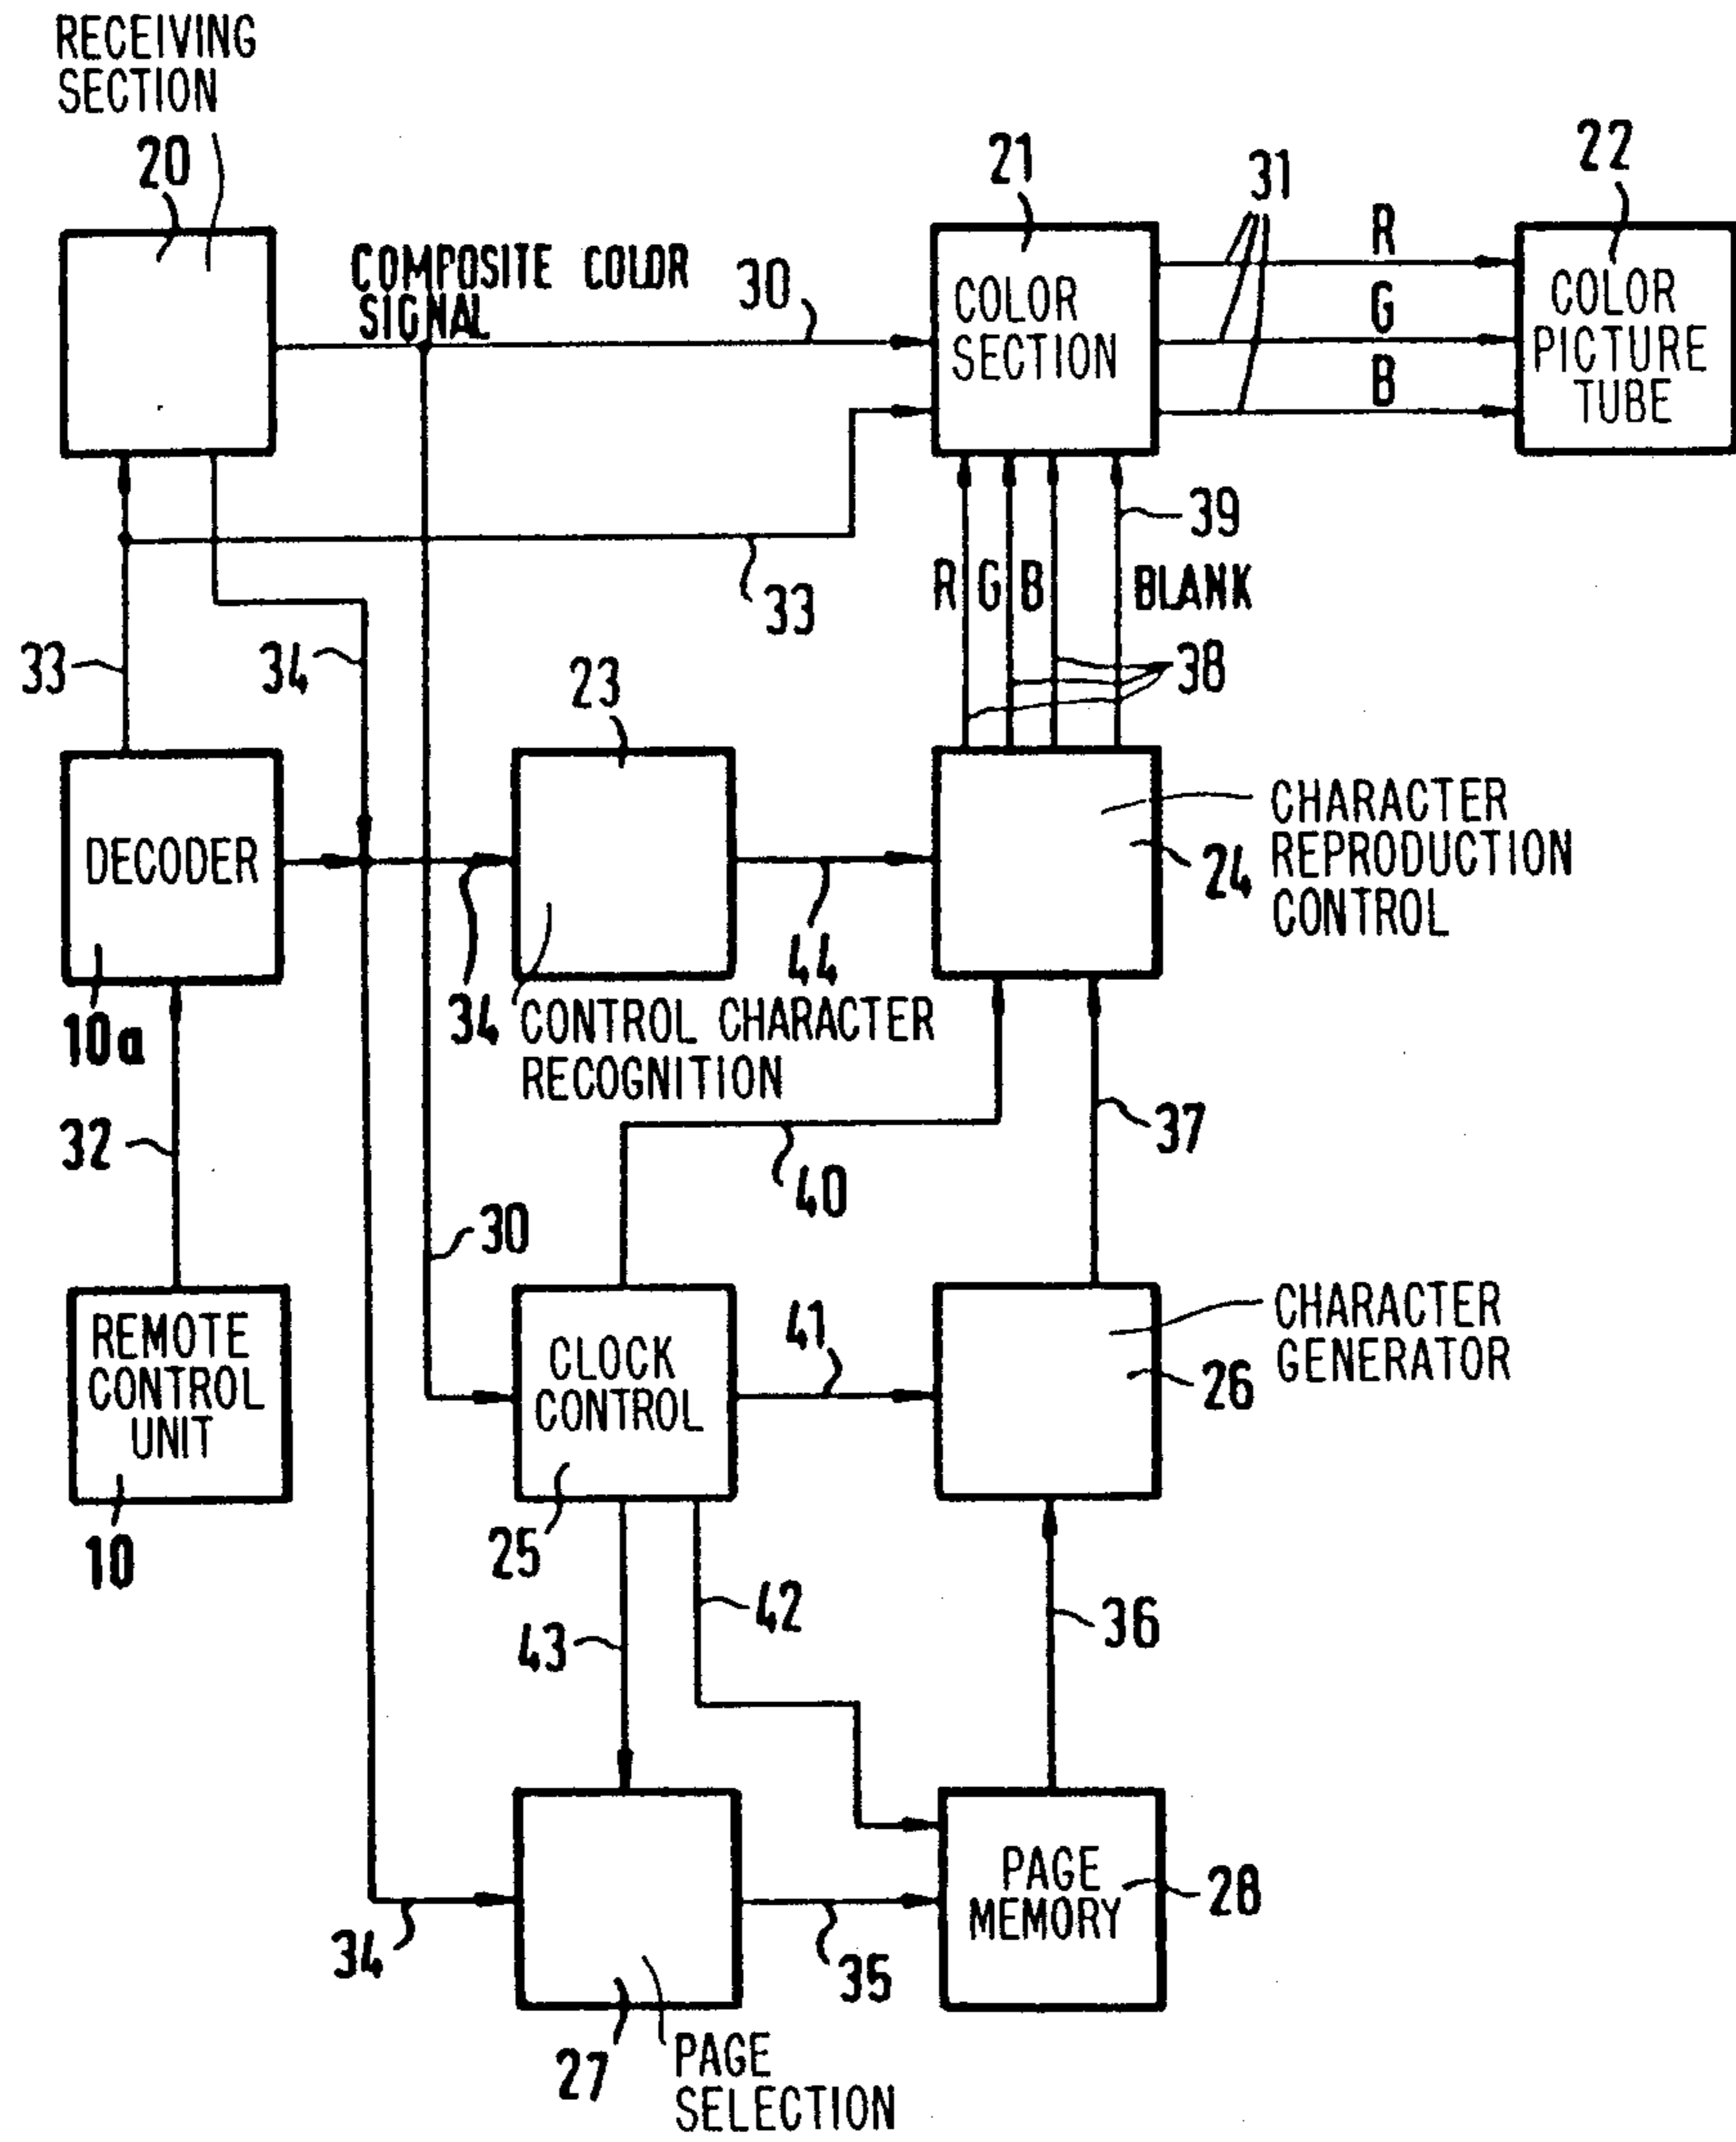 RECEIVING
SECTION
20
21
31
22
COMPOSITE COLOR
SIGNAL
30
COLOR
SECTION
R
G
B
COLOR
PICTURE
TUBE
33
39
R G B
BLANK
33
34
23
38
DECODER
10a
34
44
CONTROL CHARACTER
RECOGNITION
24
CHARACTER
REPRODUCTION
CONTROL
32
40
37
30
REMOTE
CONTROL
UNIT
10
CLOCK
CONTROL
25
41
CHARACTER
GENERATOR
26
43
42
36
34
35
PAGE
MEMORY
28
27
PAGE
SELECTION